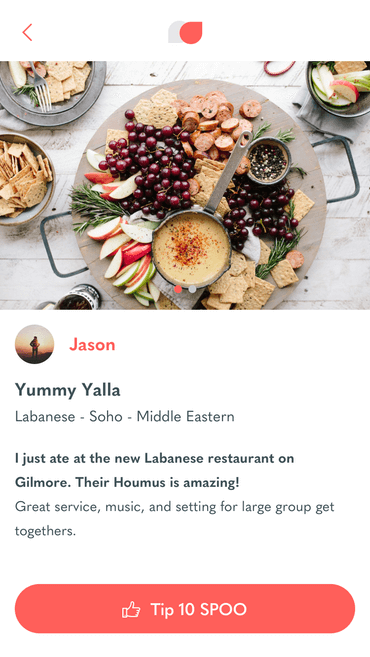 Jason
Yummy Yalla
Labanese - Soho - Middle Eastern
I just ate at the new Labanese restaurant on
Gilmore. Their Houmus is amazing!
Great service, music, and setting for large group get
togethers.
Tip 10 SPOO